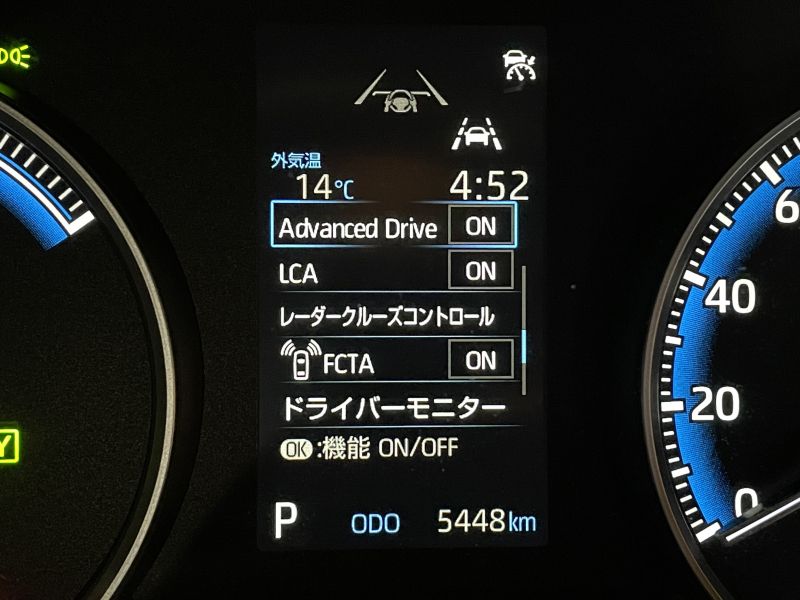 外気温
14℃ 4:52
Advanced Drive ON
LCA ON
レーダークルーズコントロール
FCTA ON
ドライバーモニター
OK:機能 ON/OFF
P ODO 5448km
40
20
0